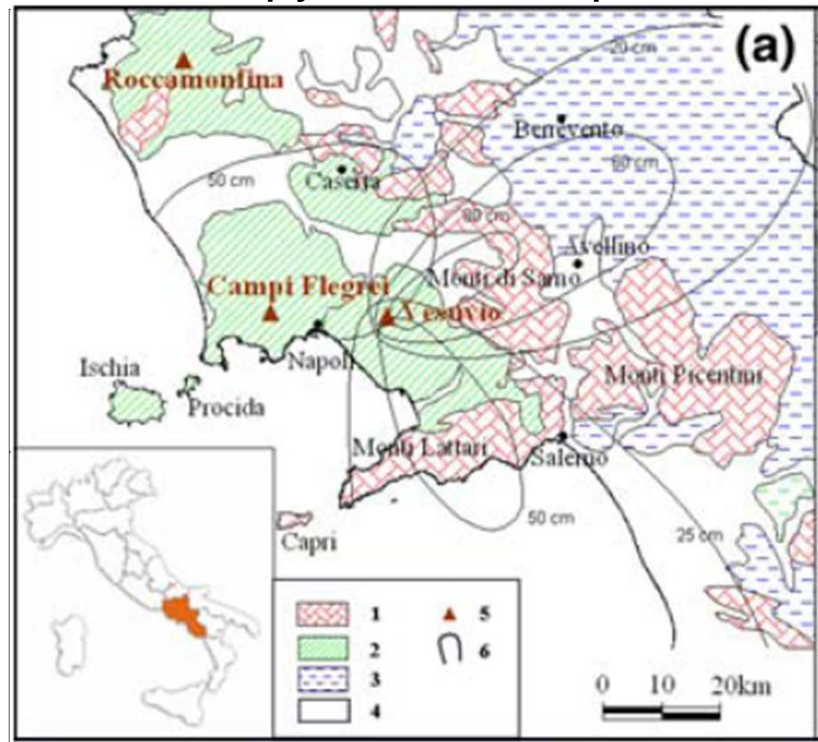 (a)
20 cm
Roccamonfina
Benevento
50 cm
Caserta
60 cm
80 cm
Avellino
Monti di Sarno
Campi Flegrei
Vesuvio
Ischia
Napoli
Procida
Monti Picentini
Monti Lattari
Salerno
50 cm
25 cm
Capri
1 5
2 6
3
4
0 10 20km